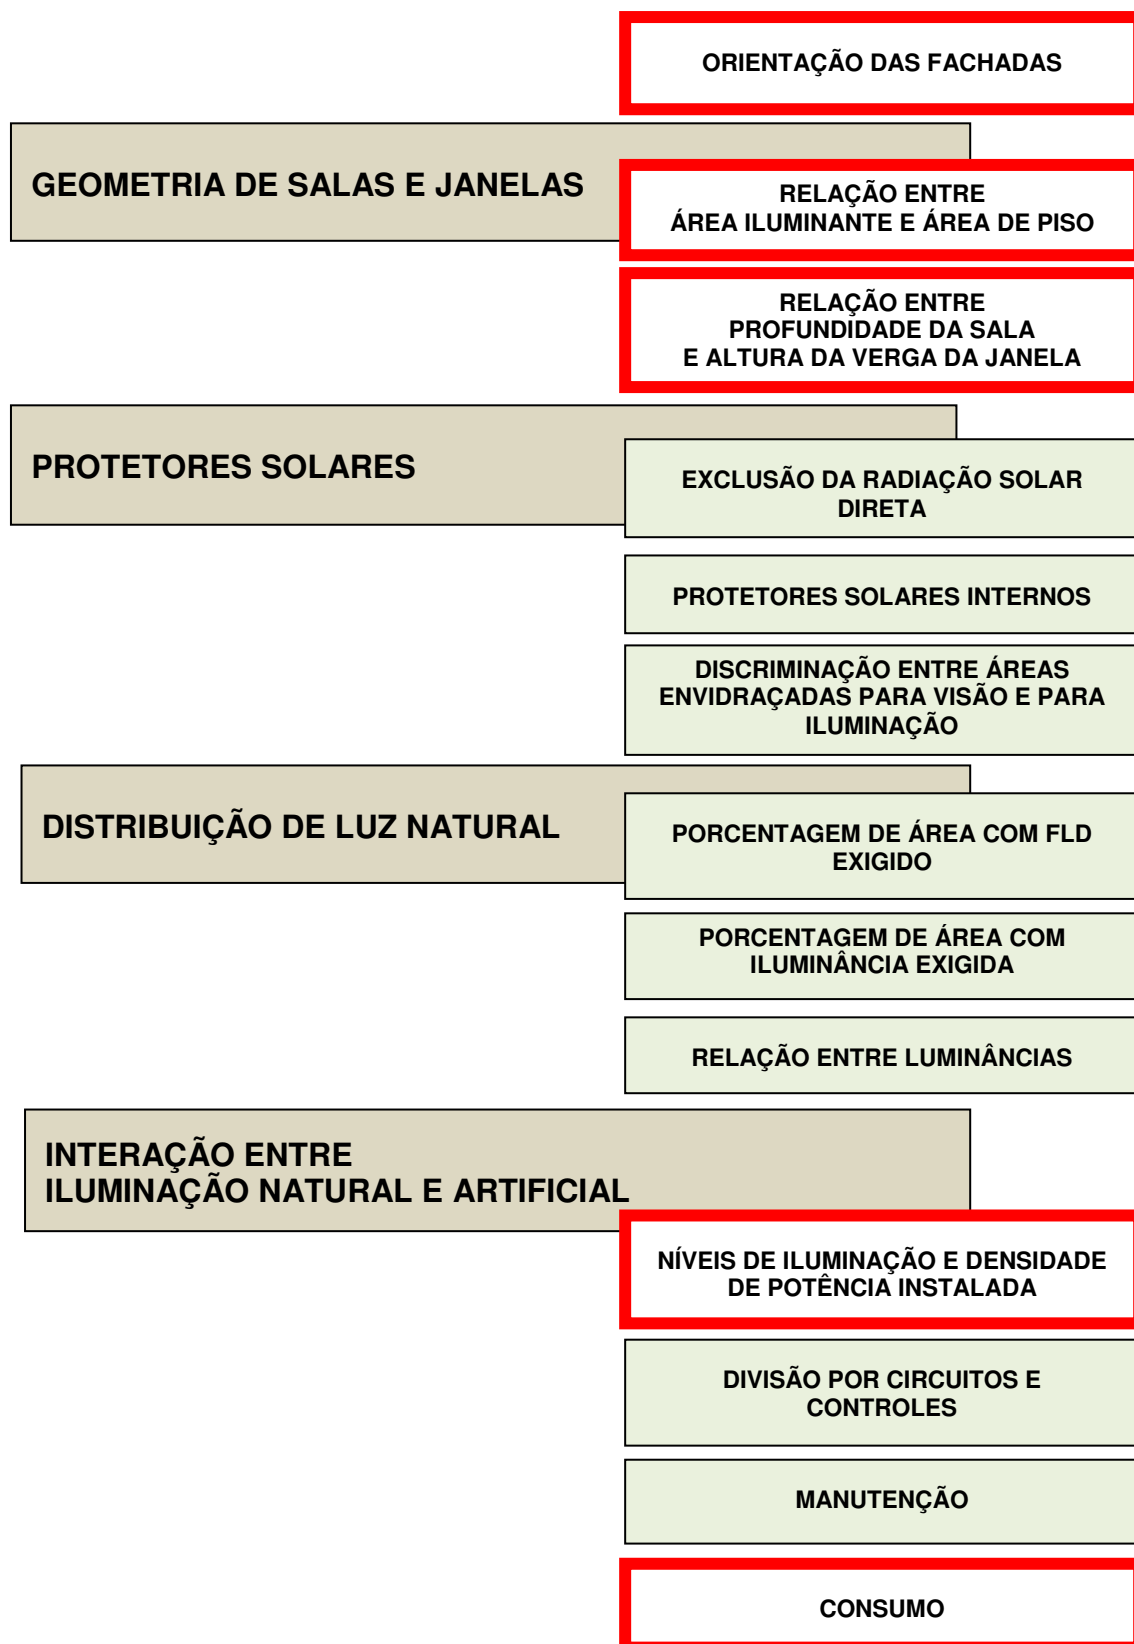 ORIENTAÇÃO DAS FACHADAS
GEOMETRIA DE SALAS E JANELAS
RELAÇÃO ENTRE
ÁREA ILUMINANTE E ÁREA DE PISO
RELAÇÃO ENTRE
PROFUNDIDADE DA SALA
E ALTURA DA VERGA DA JANELA
PROTETORES SOLARES
EXCLUSÃO DA RADIAÇÃO SOLAR
DIRETA
PROTETORES SOLARES INTERNOS
DISCRIMINAÇÃO ENTRE ÁREAS
ENVIDRAÇADAS PARA VISÃO E PARA
ILUMINAÇÃO
DISTRIBUIÇÃO DE LUZ NATURAL
PORCENTAGEM DE ÁREA COM FLD
EXIGIDO
PORCENTAGEM DE ÁREA COM
ILUMINÂNCIA EXIGIDA
RELAÇÃO ENTRE LUMINÂNCIAS
INTERAÇÃO ENTRE
ILUMINAÇÃO NATURAL E ARTIFICIAL
NÍVEIS DE ILUMINAÇÃO E DENSIDADE
DE POTÊNCIA INSTALADA
DIVISÃO POR CIRCUITOS E
CONTROLES
MANUTENÇÃO
CONSUMO